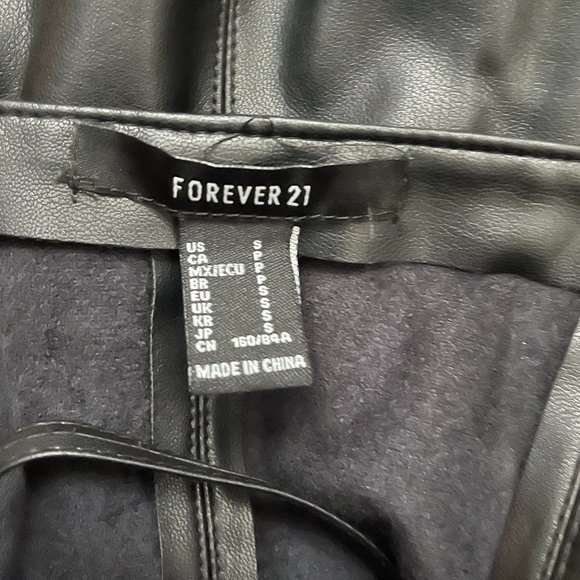 FOREVER 21
US S
CA P
MX/ECU P
BR P
EU S
UK S
KR S
JP S
CN 160/84A
MADE IN CHINA